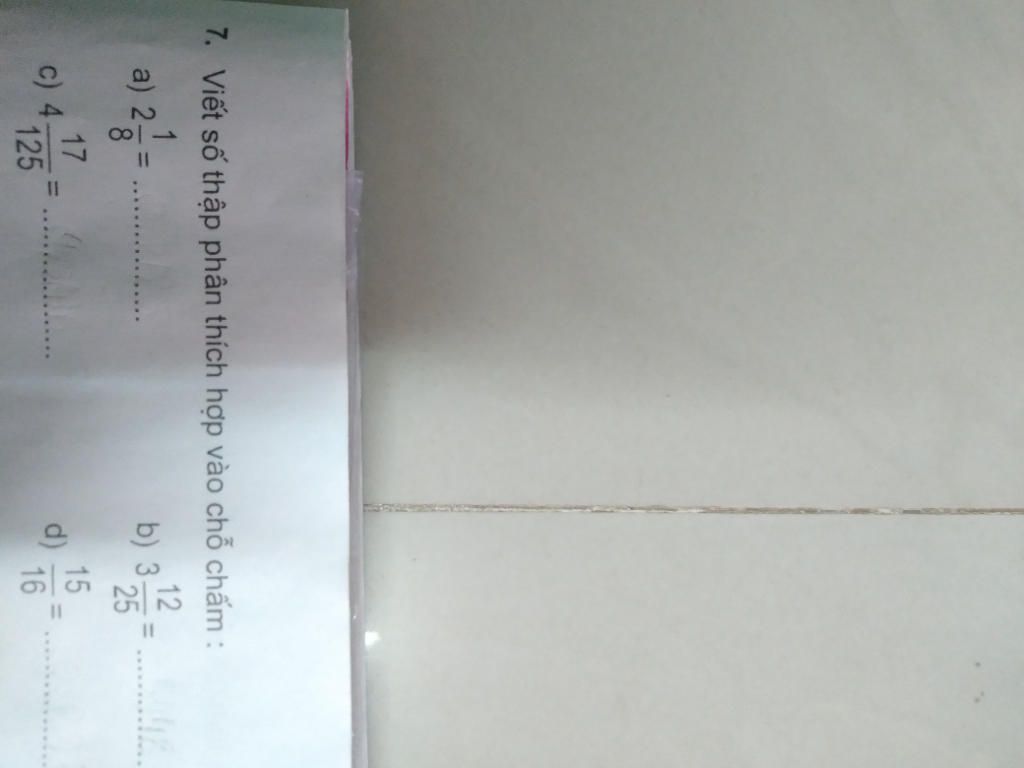 7. Viết số thập phân thích hợp vào chỗ chấm :
a) 2 1/8 = ............... b) 3 12/25 = ...............
c) 4 17/125 = ............... d) 15/16 = ...............